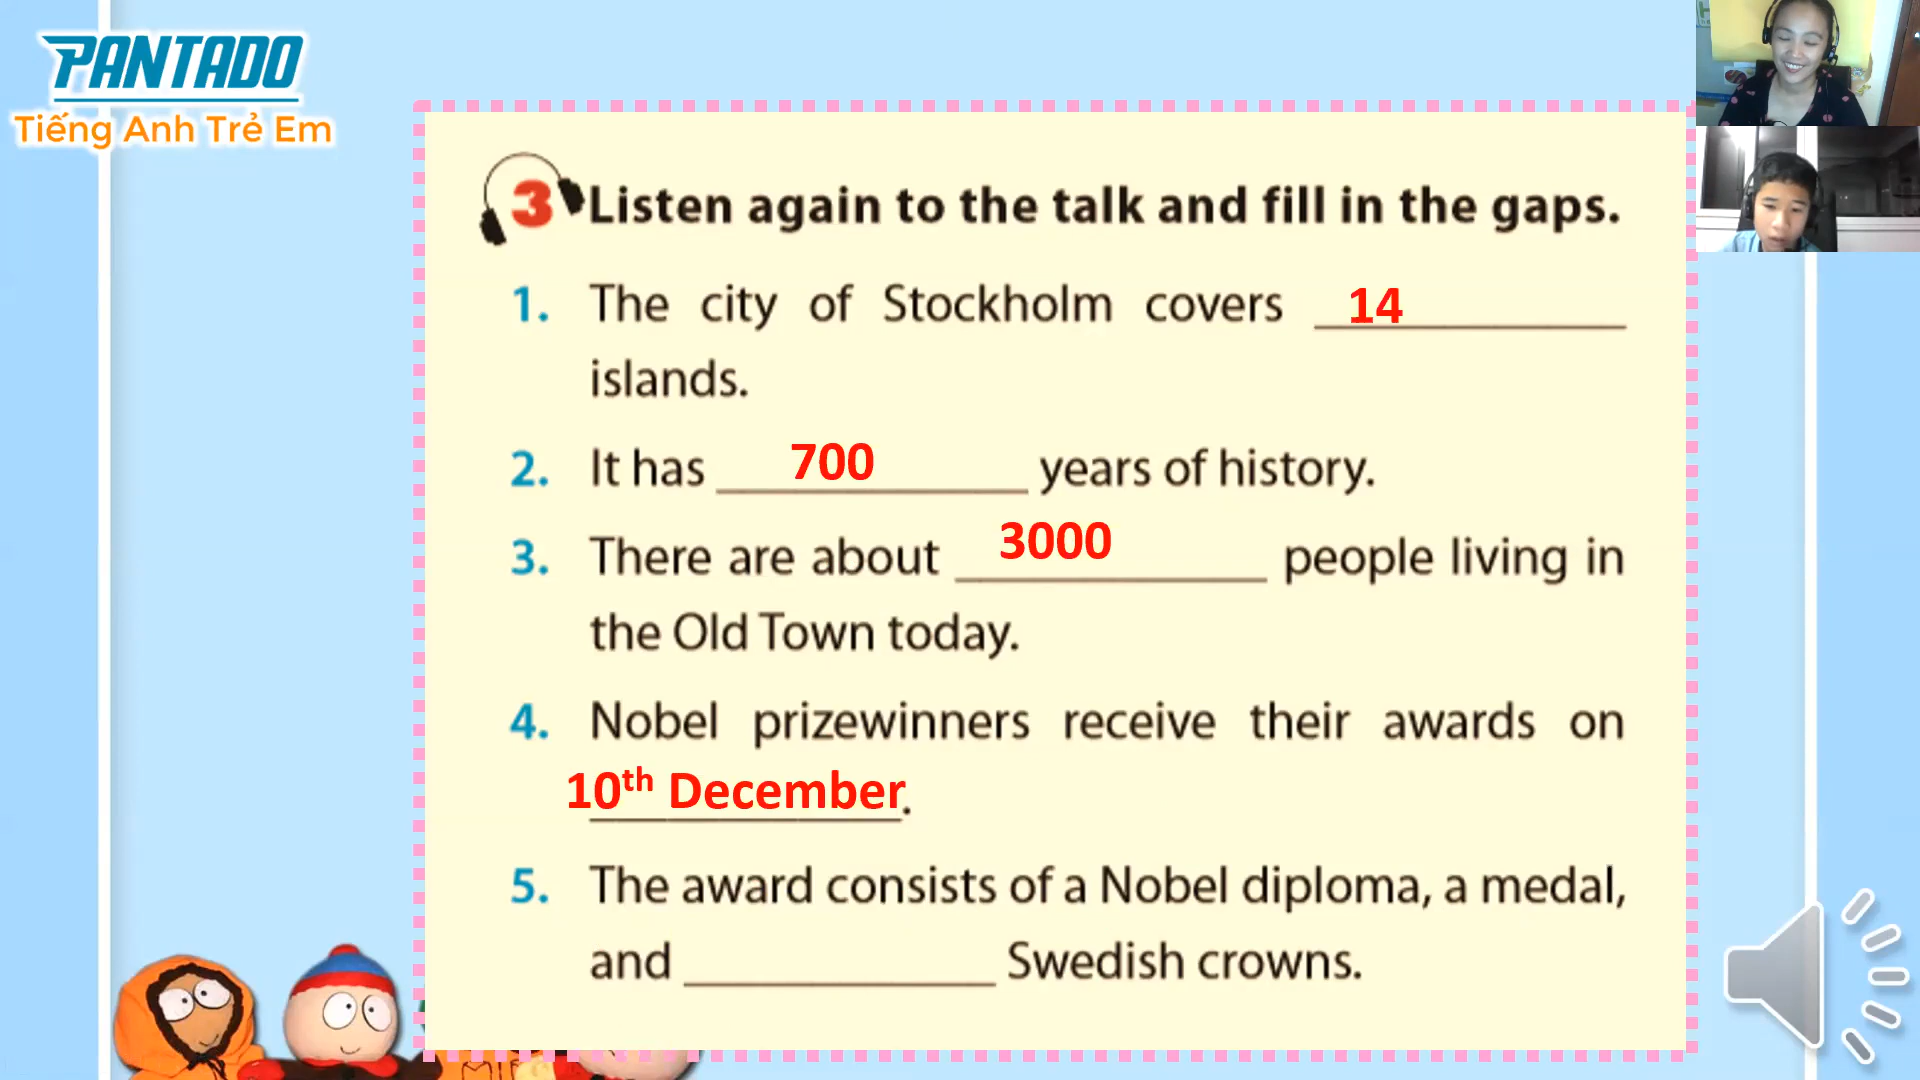 PANTADO
Tiếng Anh Trẻ Em
3 Listen again to the talk and fill in the gaps.
1. The city of Stockholm covers 14
islands.
2. It has 700 years of history.
3. There are about 3000 people living in
the Old Town today.
4. Nobel prizewinners receive their awards on
10th December.
5. The award consists of a Nobel diploma, a medal,
and ____________ Swedish crowns.